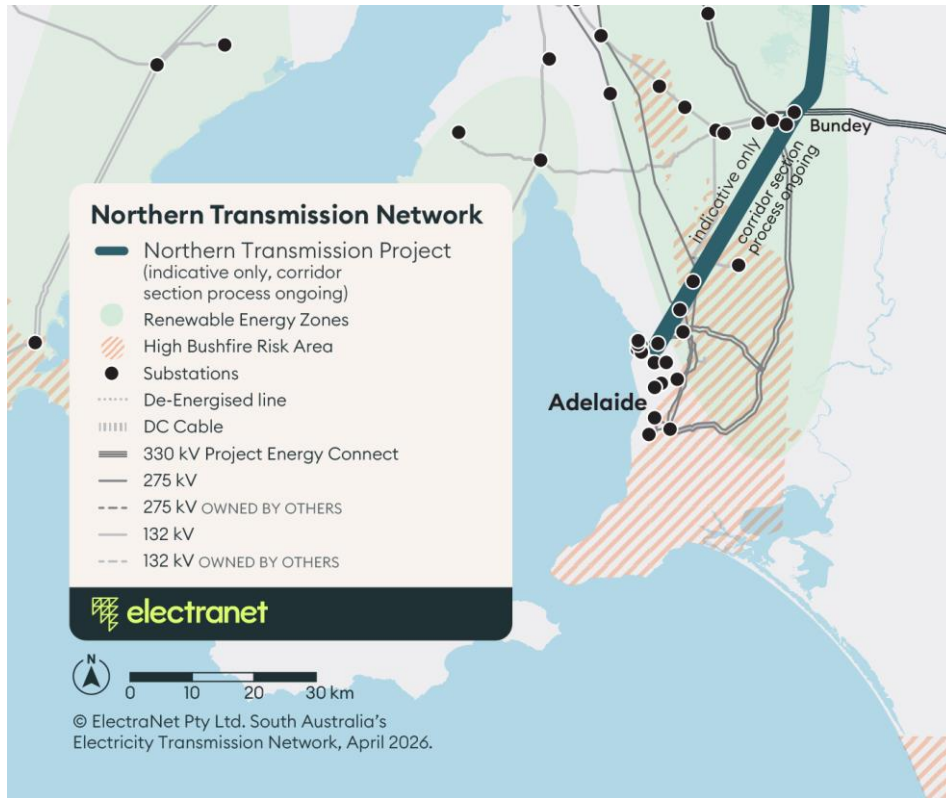 Bundey
indicative only
corridor section
process ongoing
Northern Transmission Network
Northern Transmission Project
(indicative only, corridor
section process ongoing)
Renewable Energy Zones
High Bushfire Risk Area
Substations
De-Energised line
DC Cable
330 kV Project Energy Connect
275 kV
275 kV OWNED BY OTHERS
132 kV
132 kV OWNED BY OTHERS
Adelaide
electranet
N
0 10 20 30 km
© ElectraNet Pty Ltd. South Australia's
Electricity Transmission Network, April 2026.